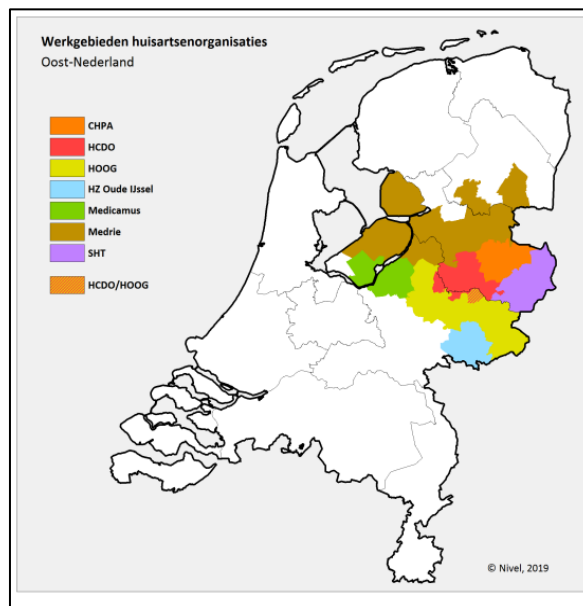 Werkgebieden huisartsenorganisaties
Oost-Nederland
CHPA
HCDO
HOOG
HZ Oude IJssel
Medicamus
Medrie
SHT
HCDO/HOOG
© Nivel, 2019